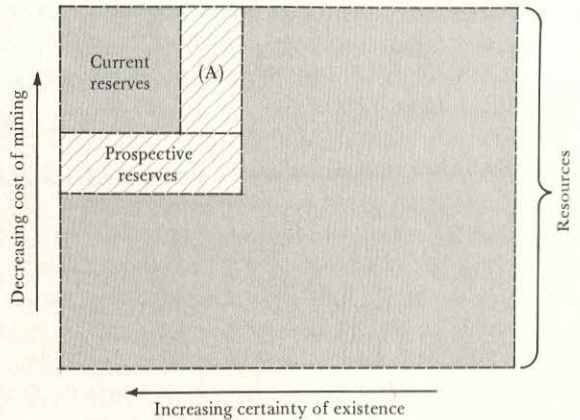 Current
reserves
(A)
Prospective
reserves
Decreasing cost of mining
Resources
Increasing certainty of existence